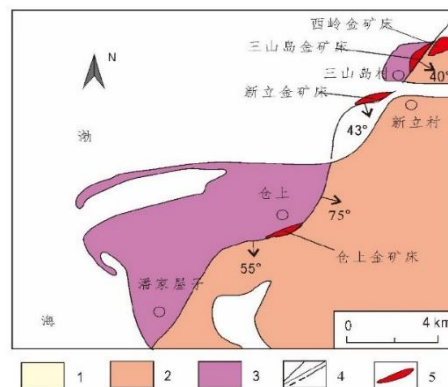 西岭金矿床
三山岛金矿床
N
三山岛村
40°
新立金矿床
43°
新立村
渤
仓上
75°
仓上金矿床
55°
潘家屋子
海
0 4 km
1 2 3 4 5